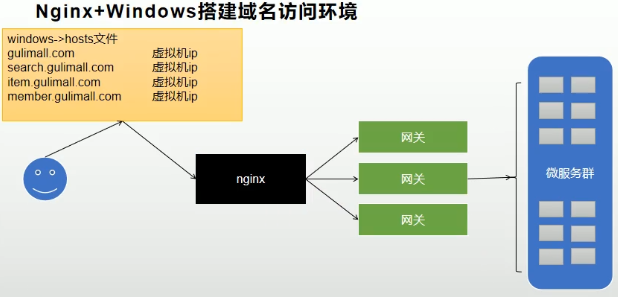 Nginx+Windows搭建域名访问环境
windows->hosts文件
gulimall.com 虚拟机ip
search.gulimall.com 虚拟机ip
item.gulimall.com 虚拟机ip
member.gulimall.com 虚拟机ip
nginx
网关
网关
网关
微服务群